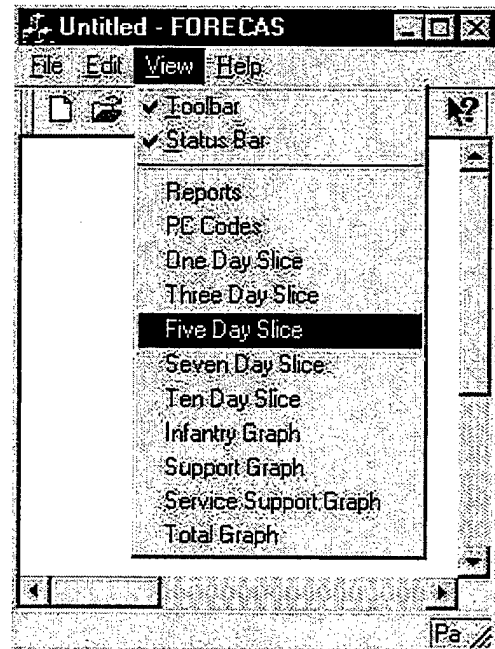 Untitled - FORECAS
File Edit View Help
Toolbar
Status Bar
Reports
PE Codes
One Day Slice
Three Day Slice
Five Day Slice
Seven Day Slice
Ten Day Slice
Infantry Graph
Support Graph
Service Support Graph
Total Graph
Pa